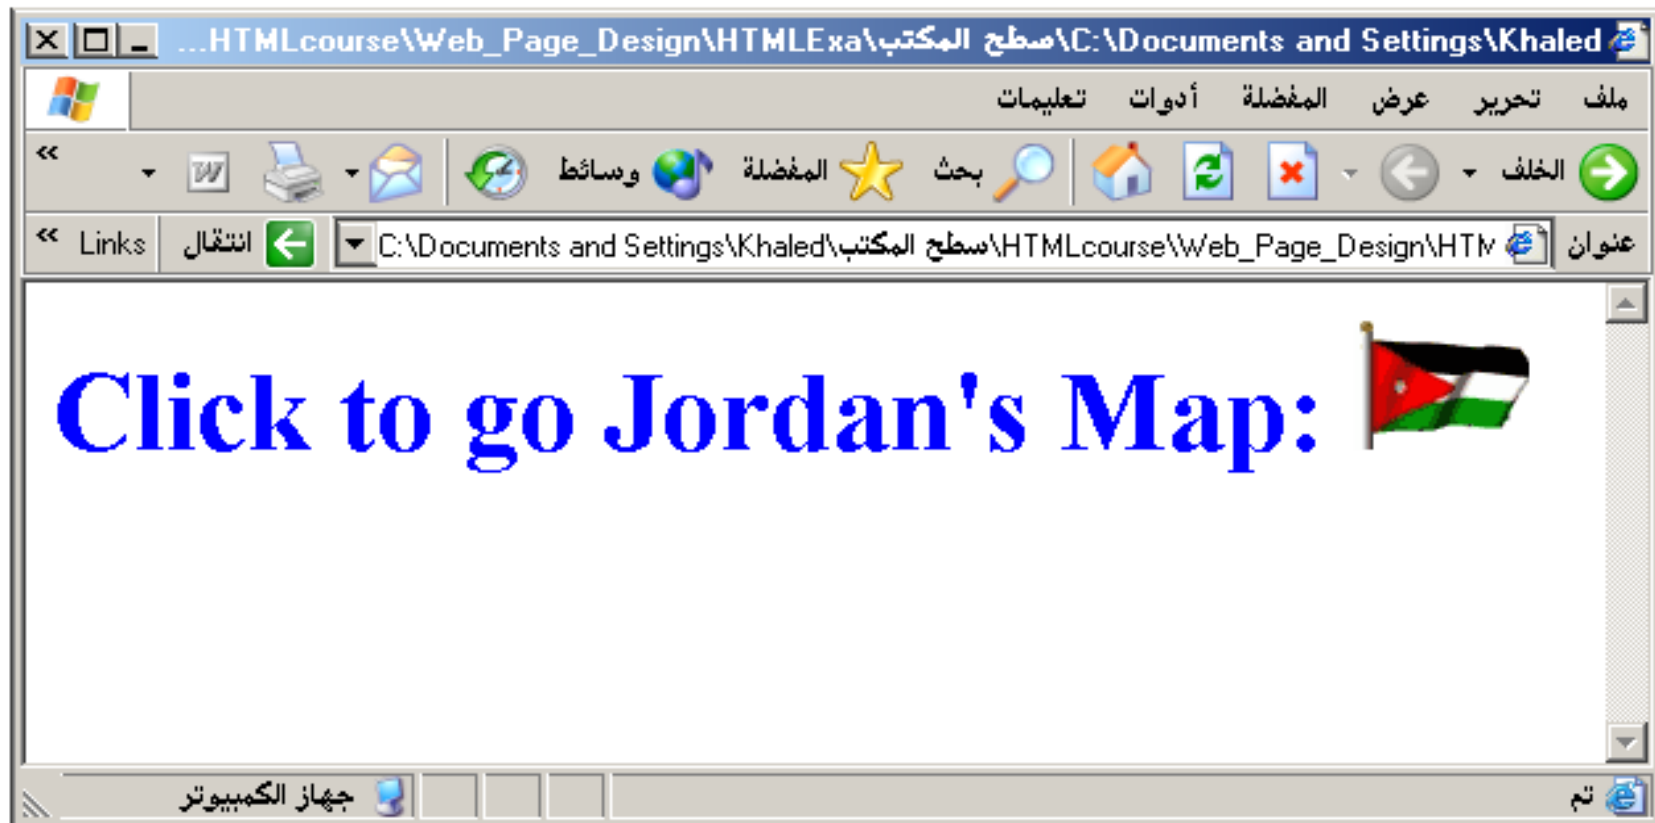 C:\Documents and Settings\Khaled\سطح المكتب\HTMLcourse\Web_Page_Design\HTMLExa...
ملف تحرير عرض المفضلة أدوات تعليمات
الخلف بحث المفضلة وسائط »
عنوان C:\Documents and Settings\Khaled\سطح المكتب\HTMLcourse\Web_Page_Design\HTM انتقال Links »
Click to go Jordan's Map:
تم جهاز الكمبيوتر